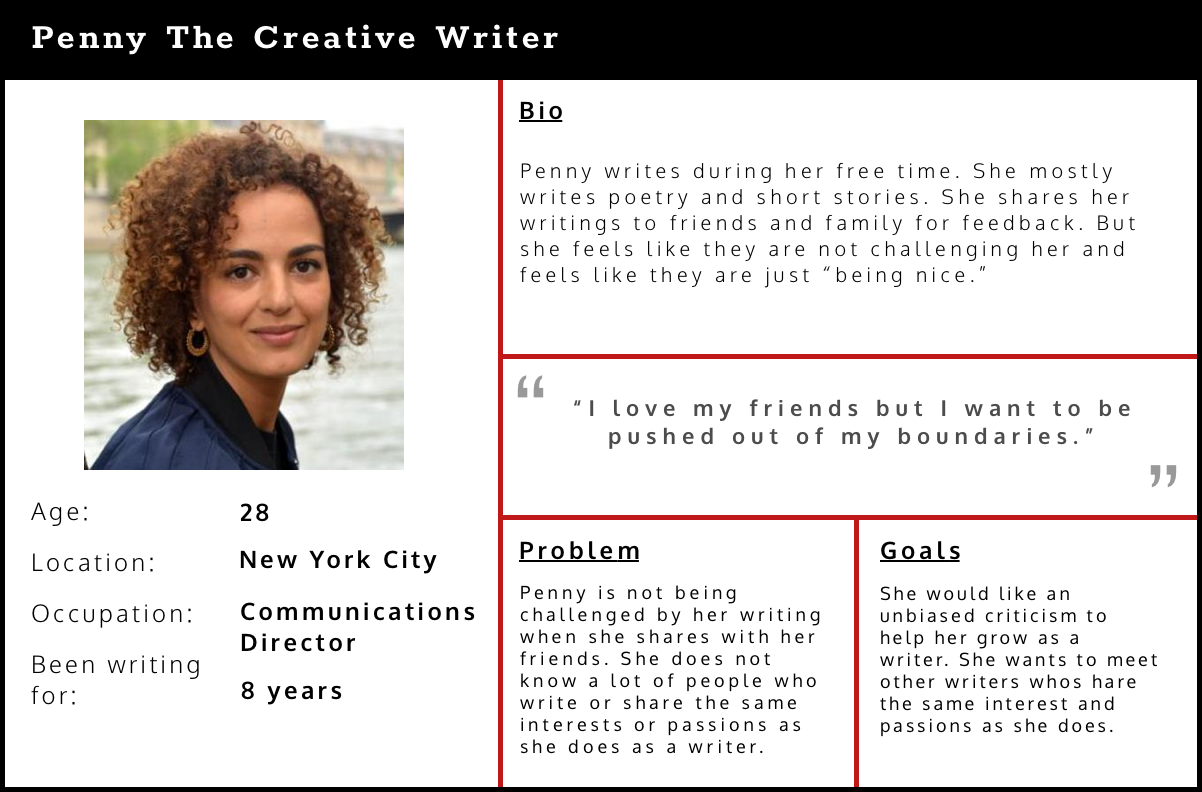 Penny The Creative Writer
Age:
28
Location:
New York City
Occupation:
Communications
Director
Been writing
for:
8 years
Bio
Penny writes during her free time. She mostly
writes poetry and short stories. She shares her
writings to friends and family for feedback. But
she feels like they are not challenging her and
feels like they are just “being nice.”
“
"I love my friends but I want to be
pushed out of my boundaries.”
”
Problem
Penny is not being
challenged by her writing
when she shares with her
friends. She does not
know a lot of people who
write or share the same
interests or passions as
she does as a writer.
Goals
She would like an
unbiased criticism to
help her grow as a
writer. She wants to meet
other writers whos hare
the same interest and
passions as she does.